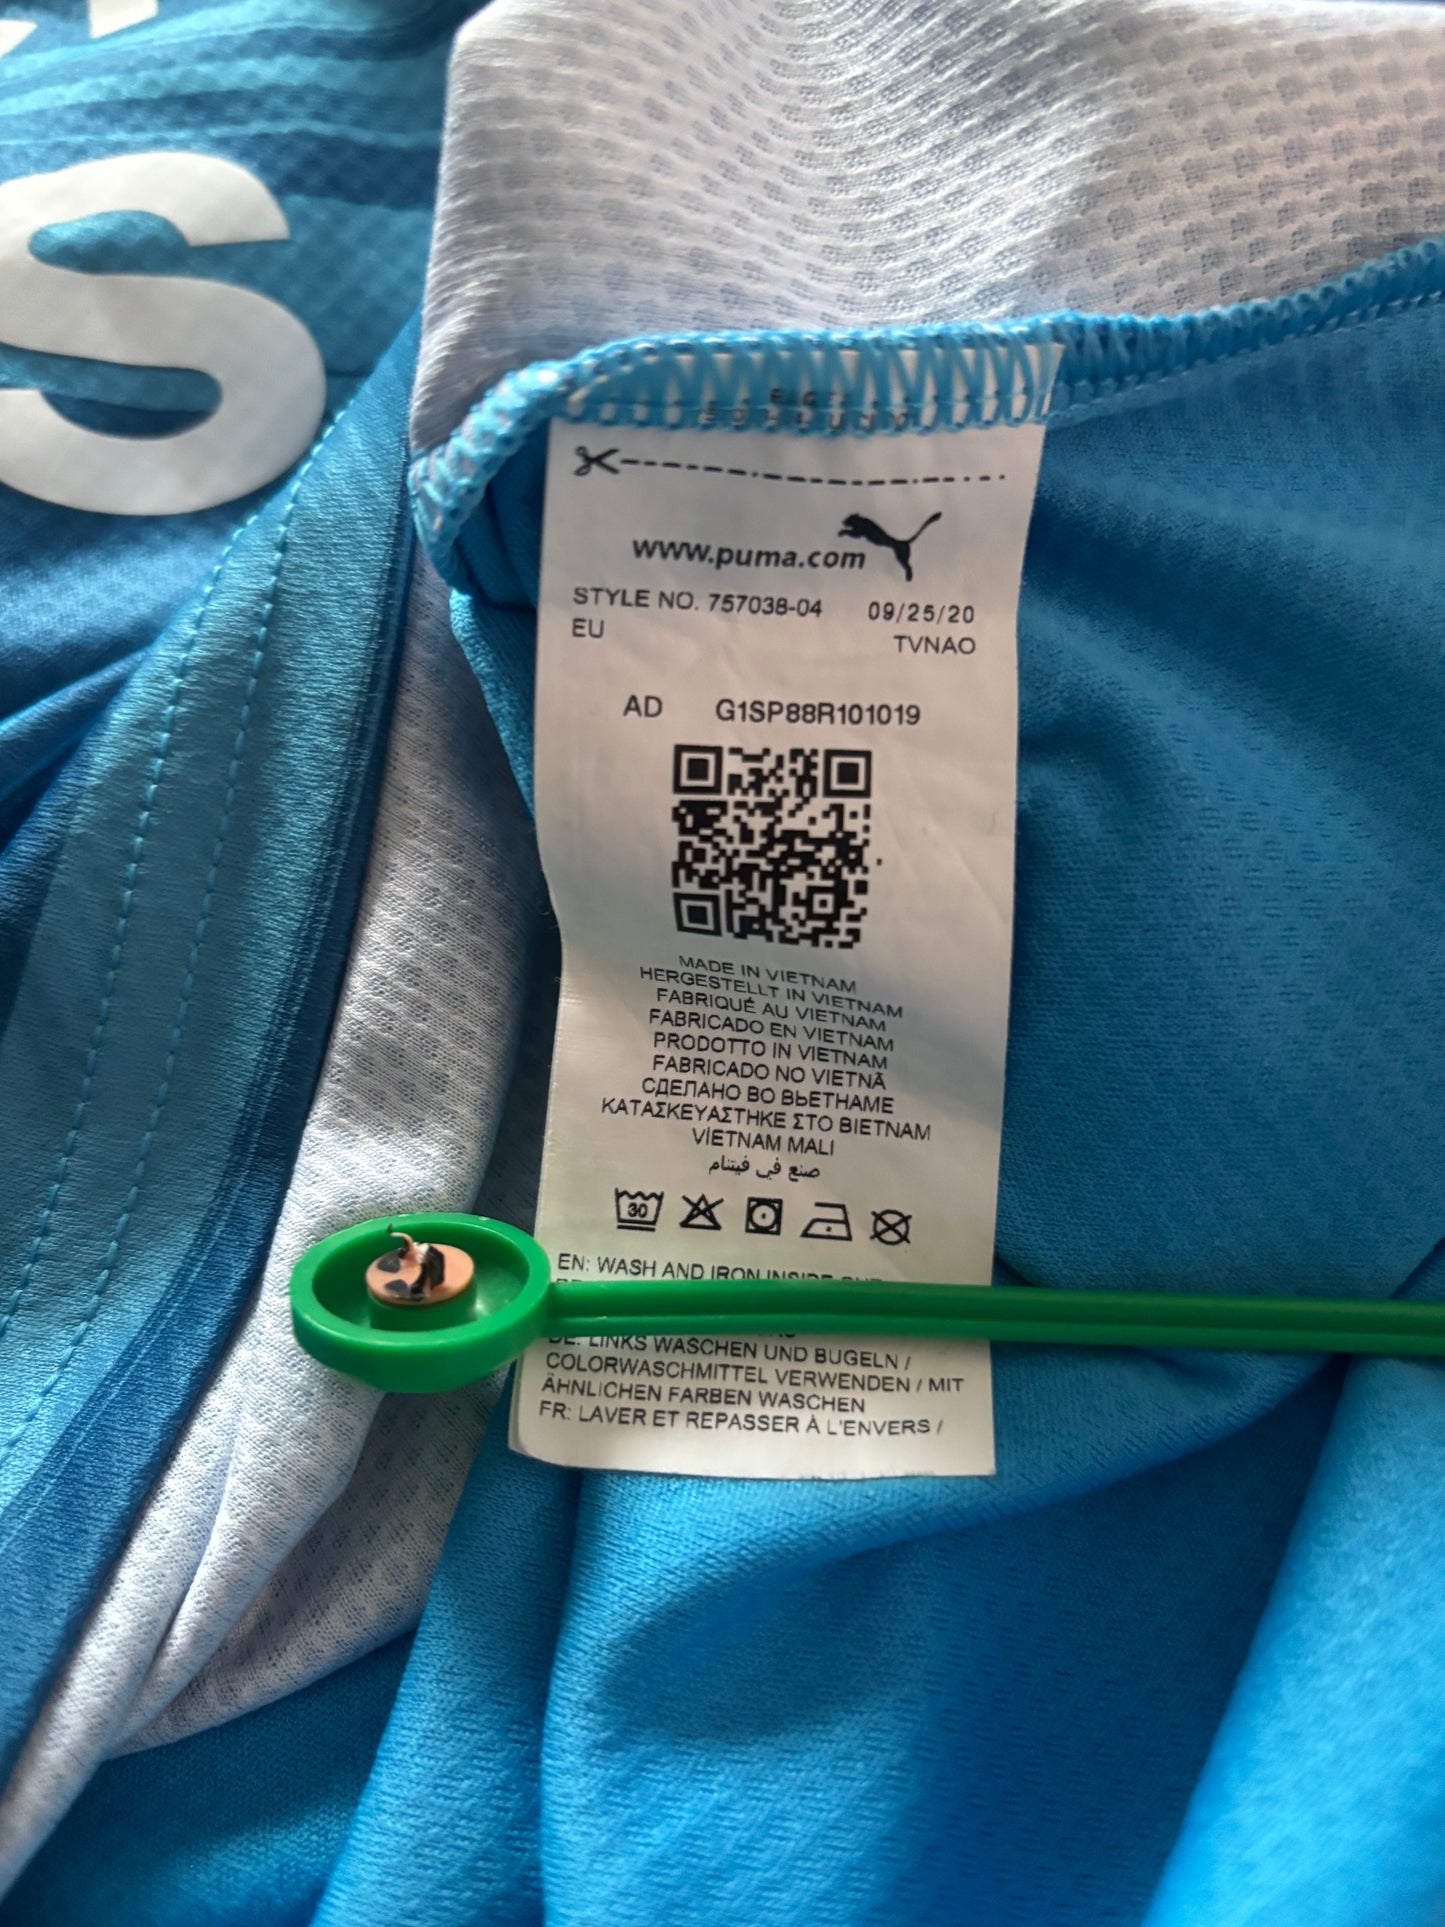 S
www.puma.com
STYLE NO. 757038-04 09/25/20
EU TVNAO
AD G1SP88R101019
MADE IN VIETNAM
HERGESTELLT IN VIETNAM
FABRIQUÉ AU VIETNAM
FABRICADO EN VIETNAM
PRODOTTO IN VIETNAM
FABRICADO NO VIETNÃ
СДЕЛАНО ВО ВЬЕТНАМЕ
ΚΑΤΑΣΚΕΥΑΣΤΗΚΕ ΣΤΟ ΒΙΕΤΝΑΜ
VİETNAM MALI
صنع في فيتنام
30
EN: WASH AND IRON INSIDE
DE: LINKS WASCHEN UND BUGELN /
COLORWASCHMITTEL VERWENDEN / MIT
ÄHNLICHEN FARBEN WASCHEN
FR: LAVER ET REPASSER À L'ENVERS /